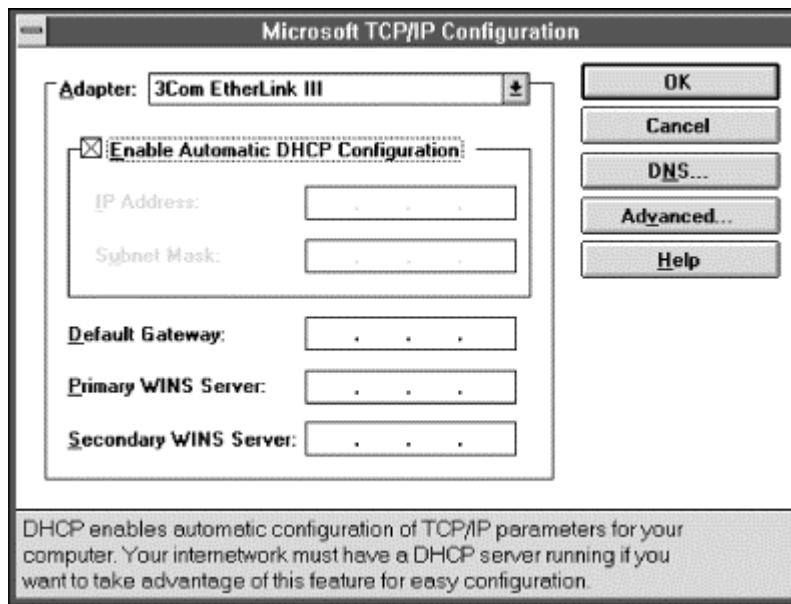 Microsoft TCP/IP Configuration
Adapter: 3Com EtherLink III
OK
Enable Automatic DHCP Configuration
Cancel
IP Address:
DNS...
Subnet Mask:
Advanced...
Help
Default Gateway:
Primary WINS Server:
Secondary WINS Server:
DHCP enables automatic configuration of TCP/IP parameters for your
computer. Your internetwork must have a DHCP server running if you
want to take advantage of this feature for easy configuration.